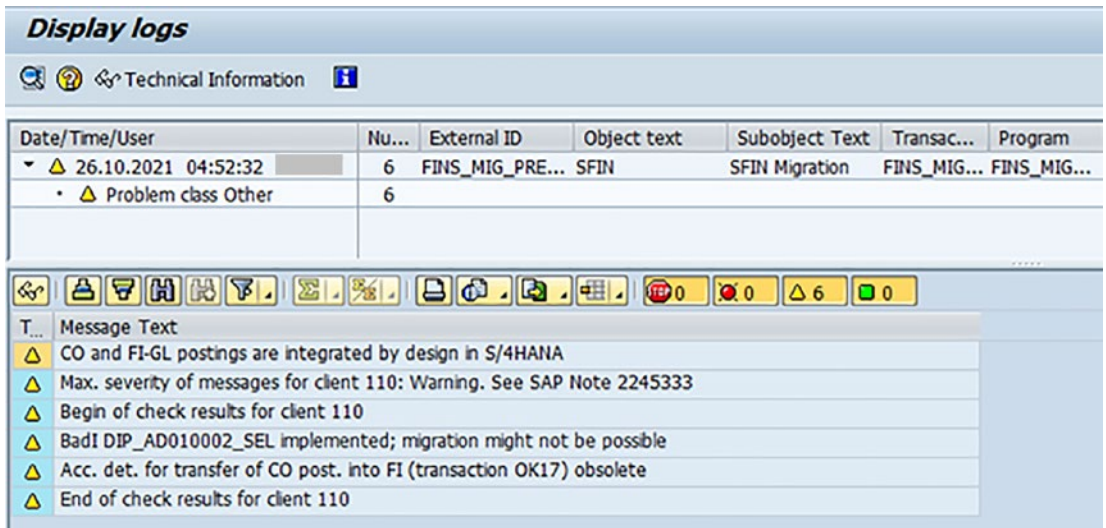 Display logs
Technical Information
Date/Time/User Nu... External ID Object text Subobject Text Transac... Program
26.10.2021 04:52:32 6 FINS_MIG_PRE... SFIN SFIN Migration FINS_MIG... FINS_MIG...
Problem class Other 6
STOP 0 0 6 0
T... Message Text
CO and FI-GL postings are integrated by design in S/4HANA
Max. severity of messages for client 110: Warning. See SAP Note 2245333
Begin of check results for client 110
BadI DIP_AD010002_SEL implemented; migration might not be possible
Acc. det. for transfer of CO post. into FI (transaction OK17) obsolete
End of check results for client 110